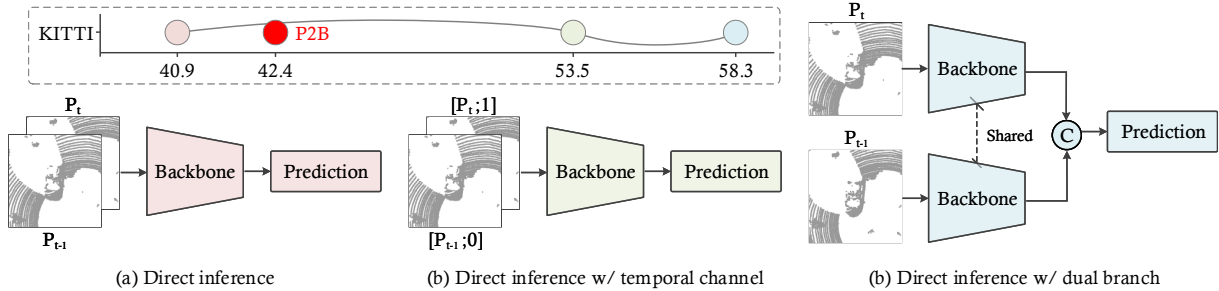 KITTI
P2B
40.9
42.4
53.5
58.3
Pt
Pt-1
Backbone
Prediction
(a) Direct inference
[Pt ;1]
[Pt-1 ;0]
Backbone
Prediction
(b) Direct inference w/ temporal channel
Pt
Backbone
Shared
C
Prediction
Pt-1
Backbone
(b) Direct inference w/ dual branch